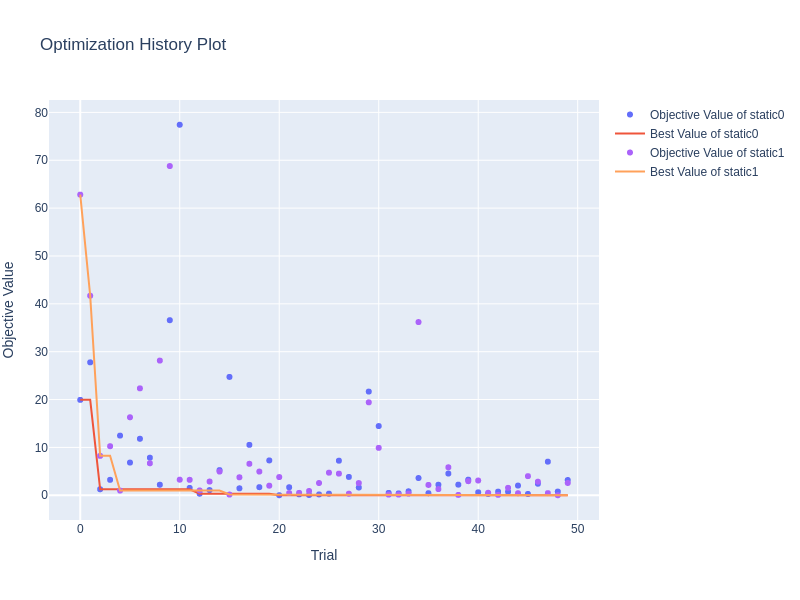 Optimization History Plot
Objective Value of static0
Best Value of static0
Objective Value of static1
Best Value of static1
80
70
60
50
40
30
20
10
0
Objective Value
0
10
20
30
40
50
Trial